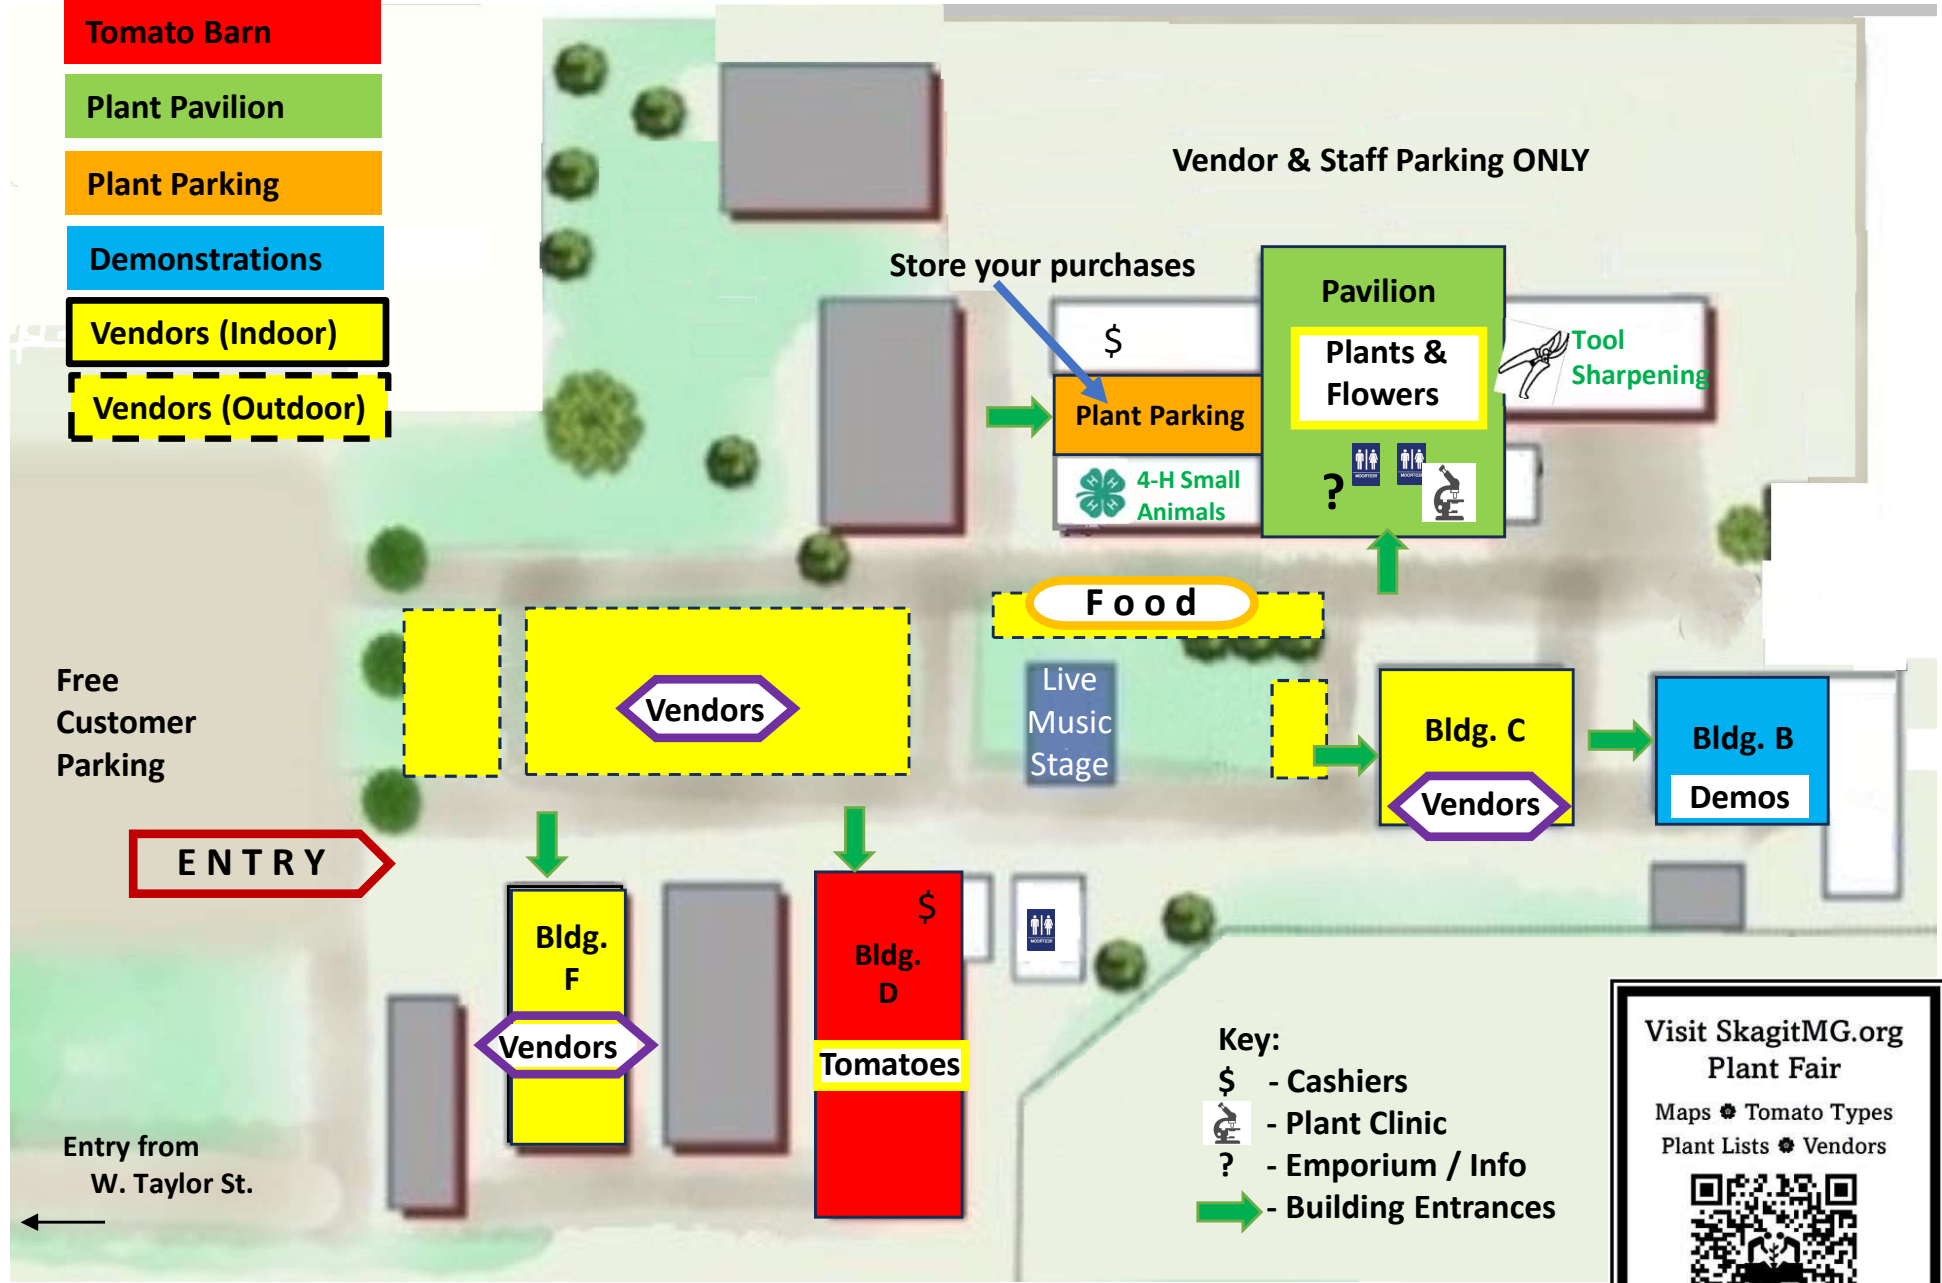 Tomato Barn
Plant Pavilion
Plant Parking
Demonstrations
Vendors (Indoor)
Vendors (Outdoor)
Vendor & Staff Parking ONLY
Store your purchases
$
Plant Parking
4-H Small
Animals
Pavilion
Plants &
Flowers
?
Tool
Sharpening
Food
Live
Music
Stage
Vendors
Bldg. C
Vendors
Bldg. B
Demos
Free
Customer
Parking
ENTRY
Bldg.
F
Vendors
$
Bldg.
D
Tomatoes
Entry from
W. Taylor St.
Key:
$ - Cashiers
- Plant Clinic
? - Emporium / Info
- Building Entrances
Visit SkagitMG.org
Plant Fair
Maps Tomato Types
Plant Lists Vendors